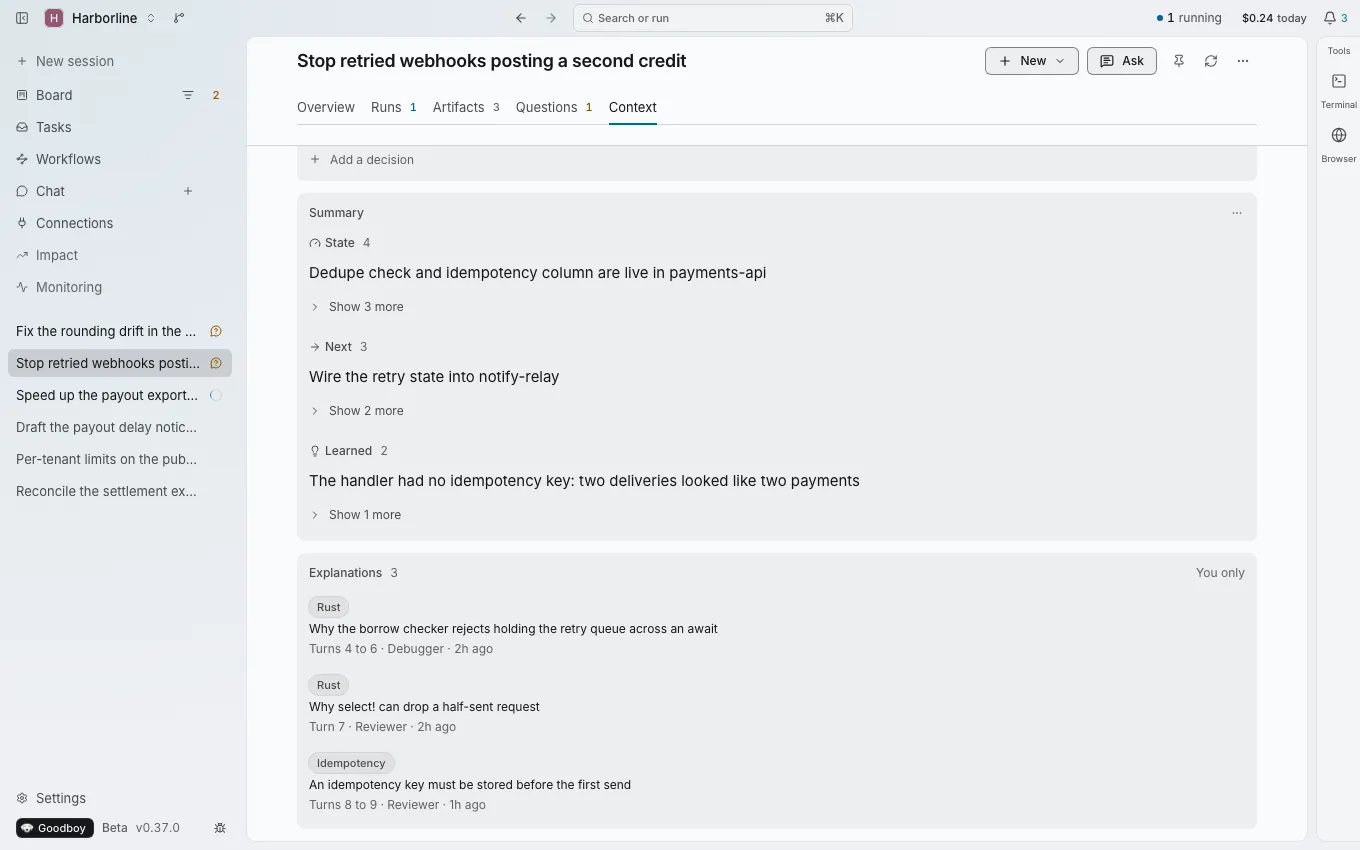 H Harborline
Search or run ⌘K
1 running $0.24 today 3
New session
Board 2
Tasks
Workflows
Chat
Connections
Impact
Monitoring
Fix the rounding drift in the ...
Stop retried webhooks posti...
Speed up the payout export...
Draft the payout delay notic...
Per-tenant limits on the pub...
Reconcile the settlement ex...
Settings
Goodboy Beta v0.37.0
Stop retried webhooks posting a second credit
New Ask
Overview Runs 1 Artifacts 3 Questions 1 Context
Add a decision
Summary
State 4
Dedupe check and idempotency column are live in payments-api
Show 3 more
Next 3
Wire the retry state into notify-relay
Show 2 more
Learned 2
The handler had no idempotency key: two deliveries looked like two payments
Show 1 more
Explanations 3 You only
Rust
Why the borrow checker rejects holding the retry queue across an await
Turns 4 to 6 · Debugger · 2h ago
Rust
Why select! can drop a half-sent request
Turn 7 · Reviewer · 2h ago
Idempotency
An idempotency key must be stored before the first send
Turns 8 to 9 · Reviewer · 1h ago
Tools
Terminal
Browser